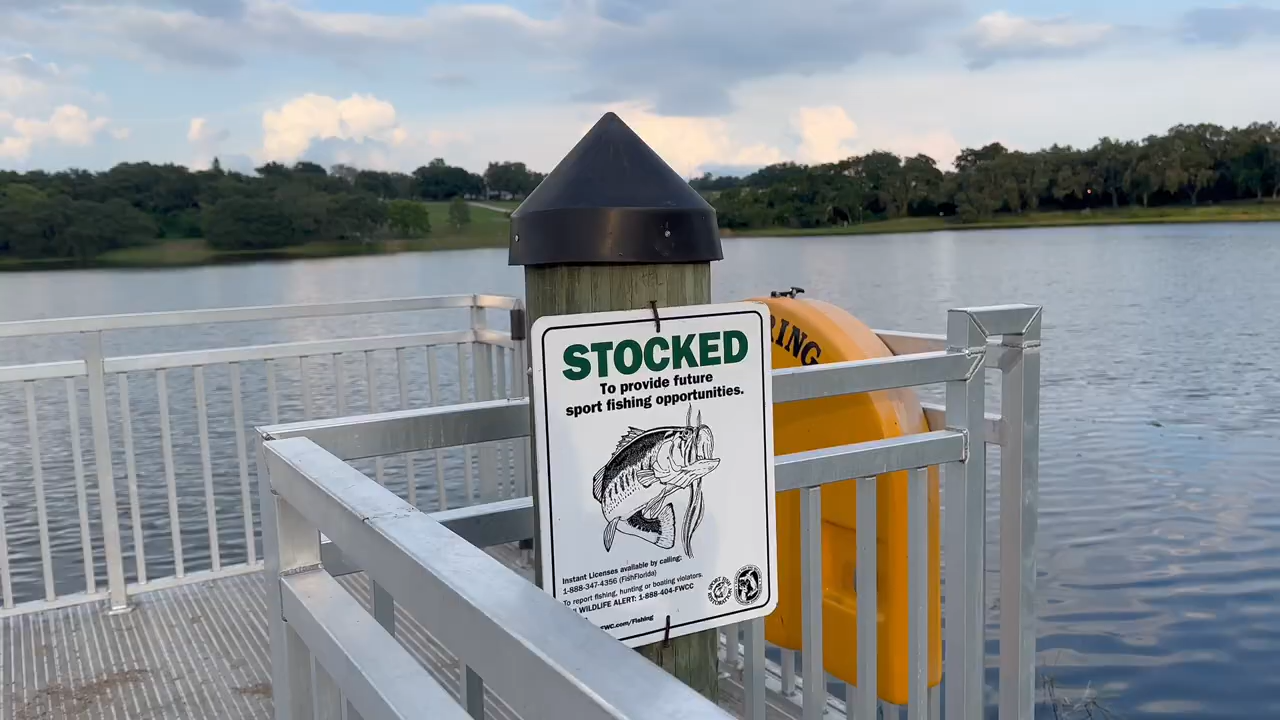 STOCKED
To provide future
sport fishing opportunities.
Instant Licenses available by calling:
1-888-347-4356 (FishFlorida)
To report fishing, hunting or boating violators.
WILDLIFE ALERT: 1-888-404-FWCC
FWC.com/Fishing
RING